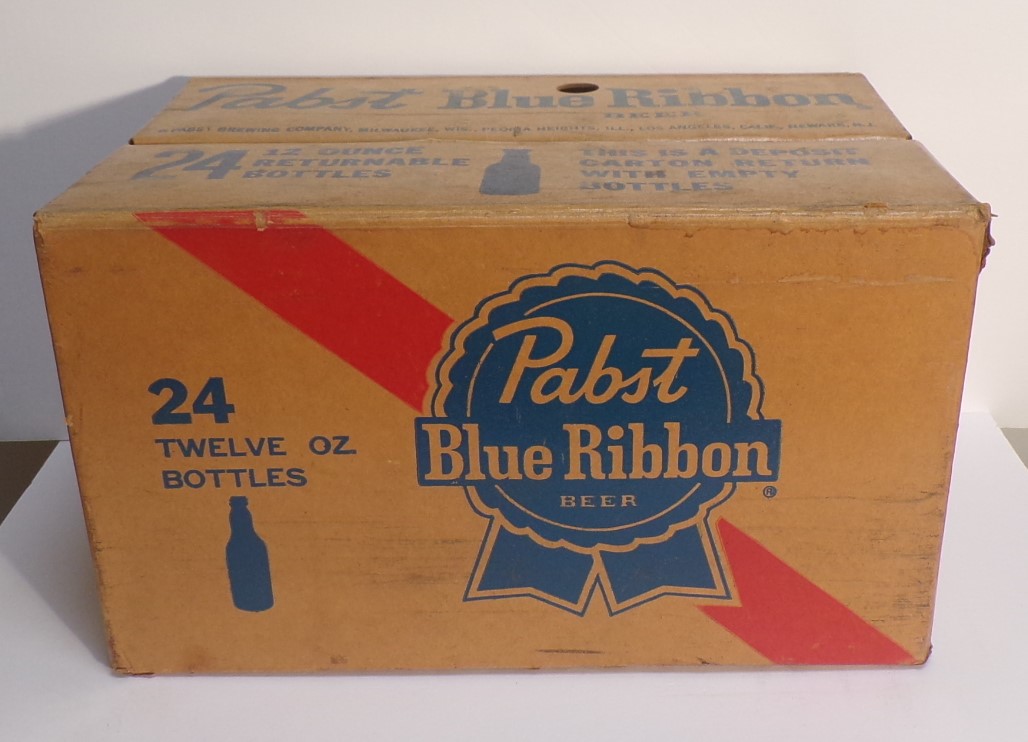 Pabst Blue Ribbon
BEER
PABST BREWING COMPANY, MILWAUKEE, WIS., PEORIA HEIGHTS, ILL., LOS ANGELES, CALIF., NEWARK, N.J.
24 12 OUNCE
RETURNABLE
BOTTLES
THIS IS A DEPOSIT
CARTON RETURN
WITH EMPTY
BOTTLES
24
TWELVE OZ
BOTTLES
Pabst
Blue Ribbon
BEER
®